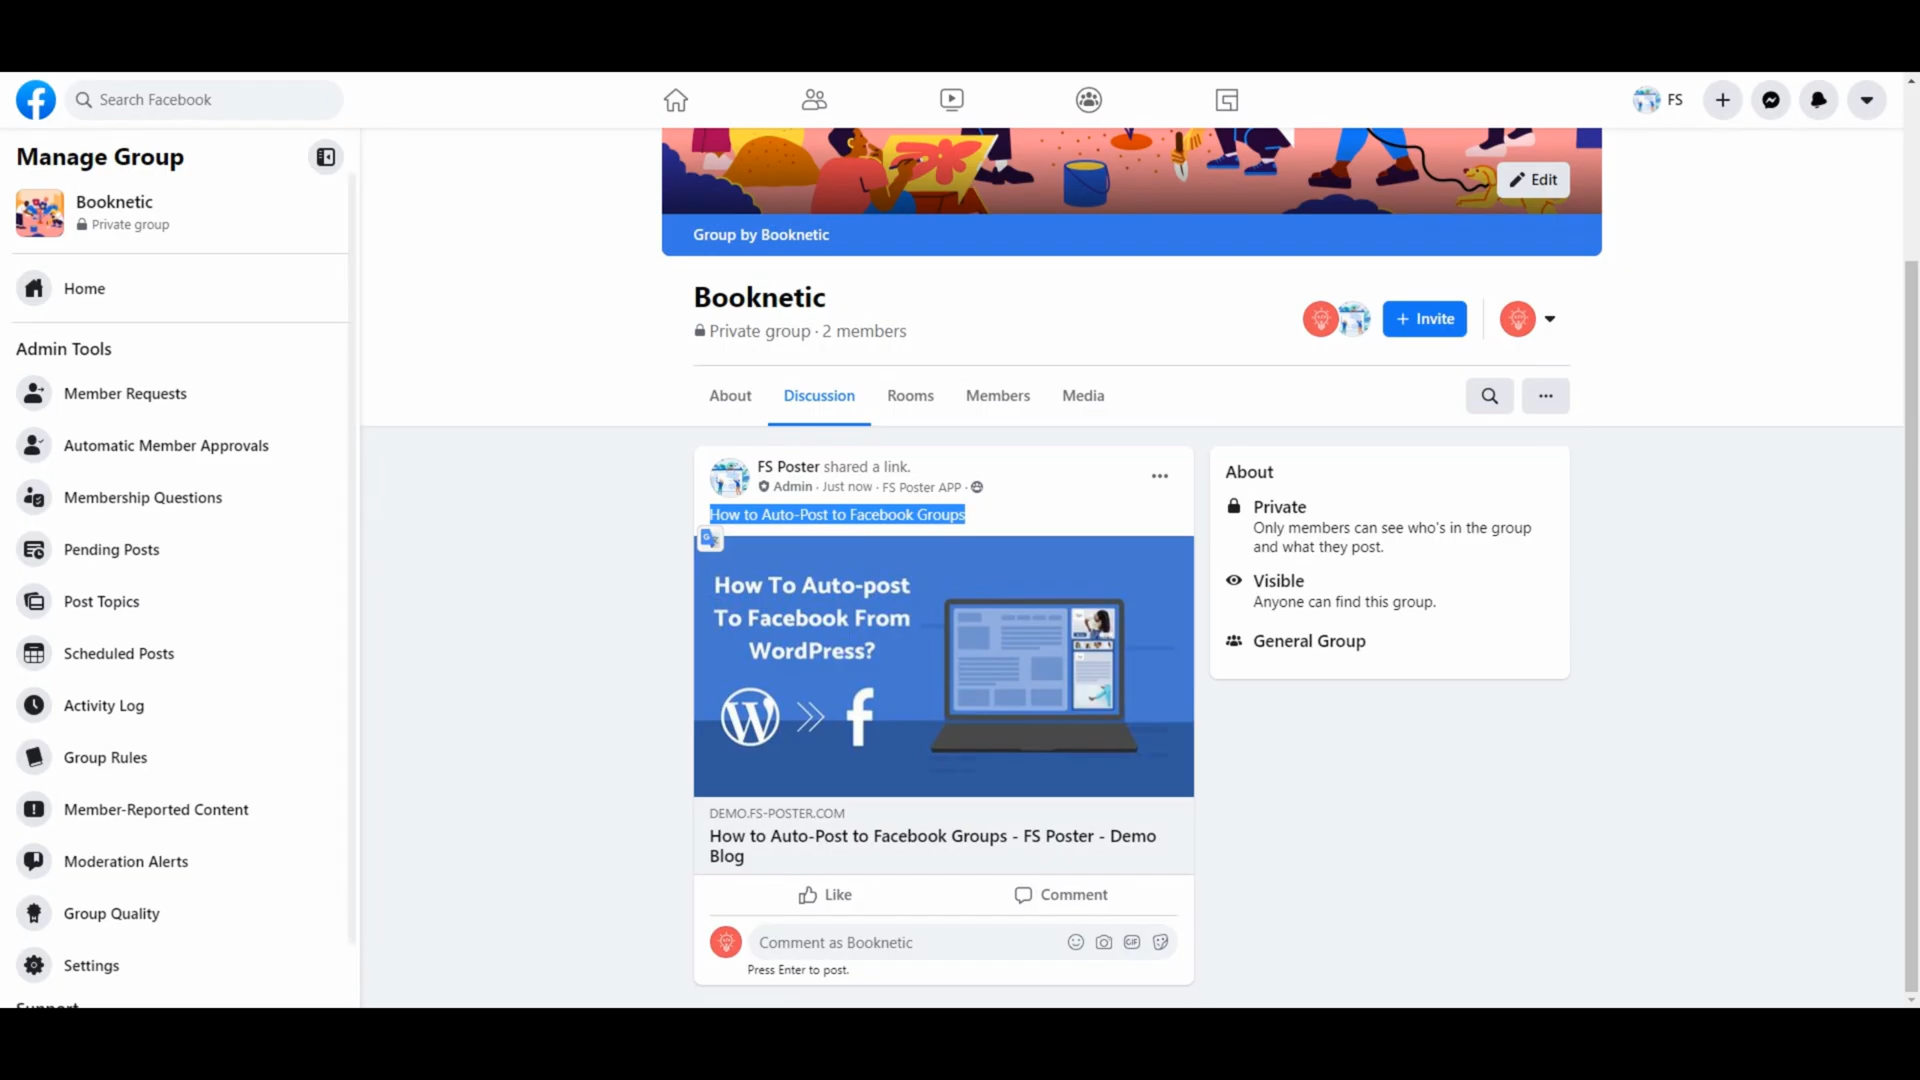 Search Facebook
FS
Manage Group
Booknetic
Private group
Home
Admin Tools
Member Requests
Automatic Member Approvals
Membership Questions
Pending Posts
Post Topics
Scheduled Posts
Activity Log
Group Rules
Member-Reported Content
Moderation Alerts
Group Quality
Settings
Edit
Group by Booknetic
Booknetic
Private group · 2 members
+ Invite
About
Discussion
Rooms
Members
Media
FS Poster shared a link.
Admin · Just now · FS Poster APP ·
How to Auto-Post to Facebook Groups
How To Auto-post
To Facebook From
WordPress?
DEMO.FS-POSTER.COM
How to Auto-Post to Facebook Groups - FS Poster - Demo
Blog
Like
Comment
Comment as Booknetic
GIF
Press Enter to post.
About
Private
Only members can see who's in the group
and what they post.
Visible
Anyone can find this group.
General Group